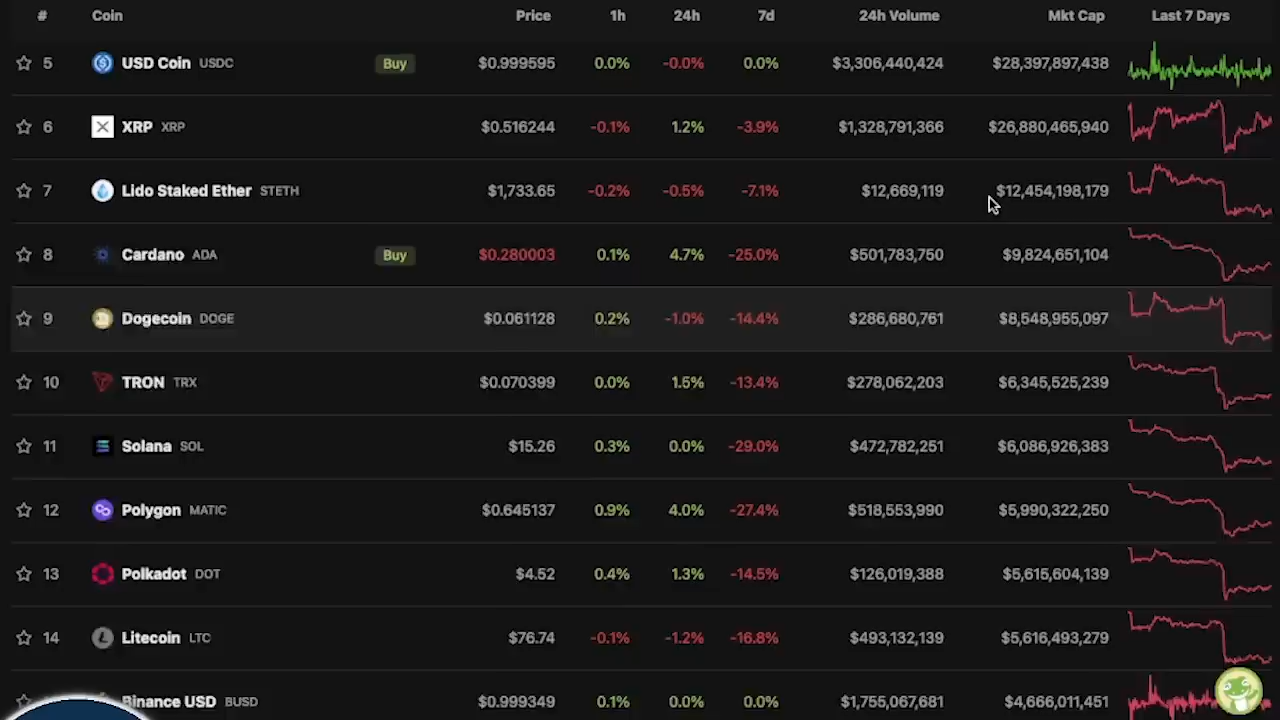 # Coin Price 1h 24h 7d 24h Volume Mkt Cap Last 7 Days
5 USD Coin USDC Buy $0.999595 0.0% -0.0% 0.0% $3,306,440,424 $28,397,897,438
6 XRP XRP $0.516244 -0.1% 1.2% -3.9% $1,328,791,366 $26,880,465,940
7 Lido Staked Ether STETH $1,733.65 -0.2% -0.5% -7.1% $12,669,119 $12,454,198,179
8 Cardano ADA Buy $0.280003 0.1% 4.7% -25.0% $501,783,750 $9,824,651,104
9 Dogecoin DOGE $0.061128 0.2% -1.0% -14.4% $286,680,761 $8,548,955,097
10 TRON TRX $0.070399 0.0% 1.5% -13.4% $278,062,203 $6,345,525,239
11 Solana SOL $15.26 0.3% 0.0% -29.0% $472,782,251 $6,086,926,383
12 Polygon MATIC $0.645137 0.9% 4.0% -27.4% $518,553,990 $5,990,322,250
13 Polkadot DOT $4.52 0.4% 1.3% -14.5% $126,019,388 $5,615,604,139
14 Litecoin LTC $76.74 -0.1% -1.2% -16.8% $493,132,139 $5,616,493,279
Binance USD BUSD $0.999349 0.1% 0.0% 0.0% $1,755,067,681 $4,666,011,451